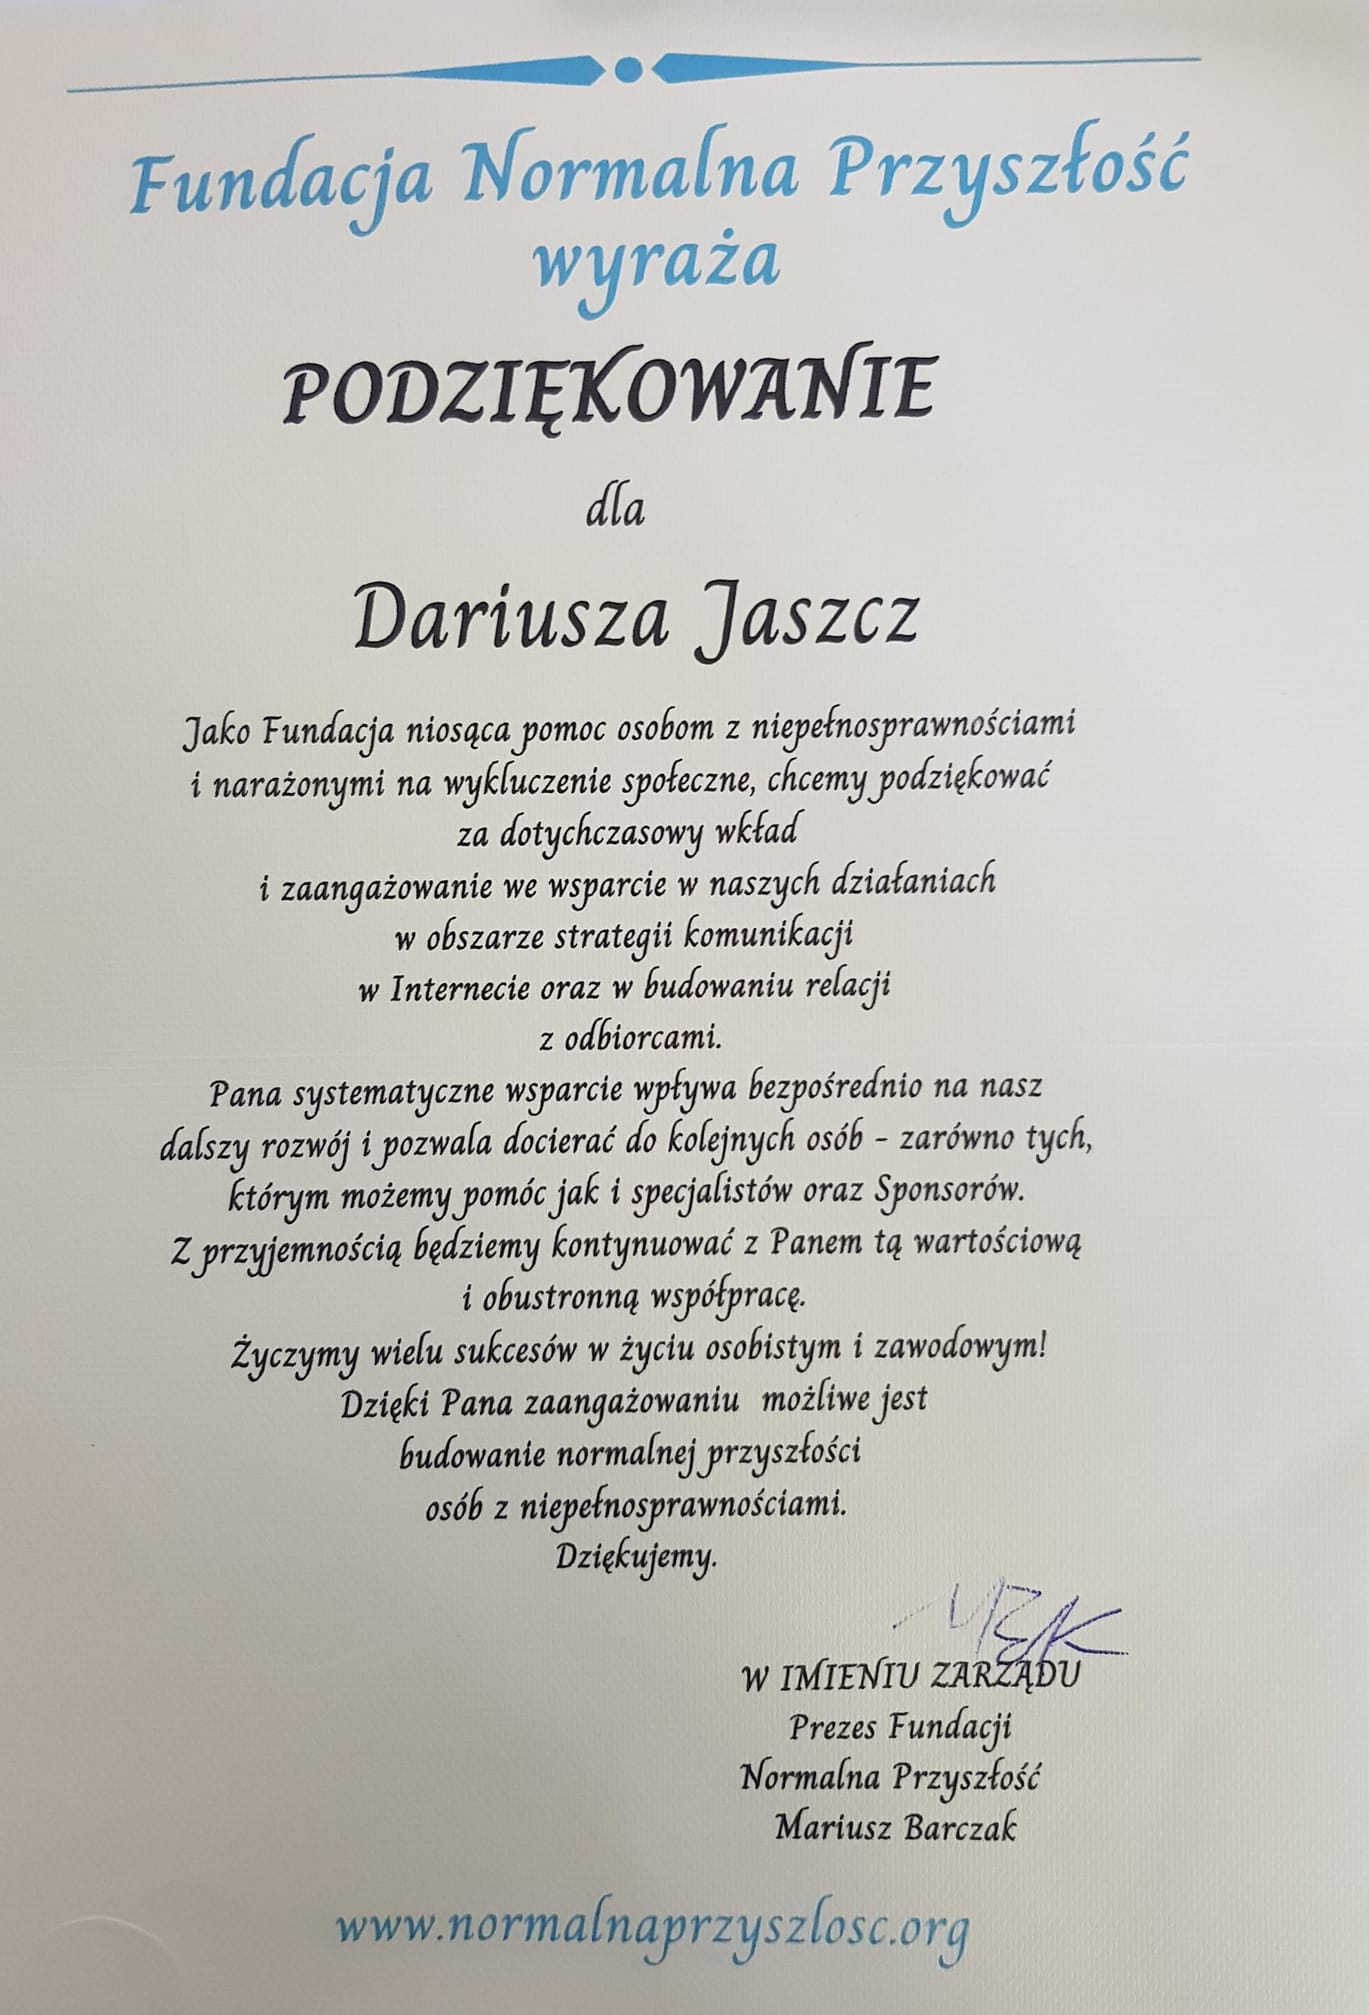 Fundacja Normalna Przyszłość
wyraża
PODZIĘKOWANIE
dla
Dariusza Jaszcz
Jako Fundacja niosąca pomoc osobom z niepełnosprawnościami
i narażonymi na wykluczenie społeczne, chcemy podziękować
za dotychczasowy wkład
i zaangażowanie we wsparcie w naszych działaniach
w obszarze strategii komunikacji
w Internecie oraz w budowaniu relacji
z odbiorcami.
Pana systematyczne wsparcie wpływa bezpośrednio na nasz
dalszy rozwój i pozwala docierać do kolejnych osób - zarówno tych,
którym możemy pomóc jak i specjalistów oraz Sponsorów.
Z przyjemnością będziemy kontynuować z Panem tą wartościową
i obustronną współpracę.
Życzymy wielu sukcesów w życiu osobistym i zawodowym!
Dzięki Pana zaangażowaniu możliwe jest
budowanie normalnej przyszłości
osób z niepełnosprawnościami.
Dziękujemy.
W IMIENIU ZARZĄDU
Prezes Fundacji
Normalna Przyszłość
Mariusz Barczak
www.normalnaprzyszlosc.org